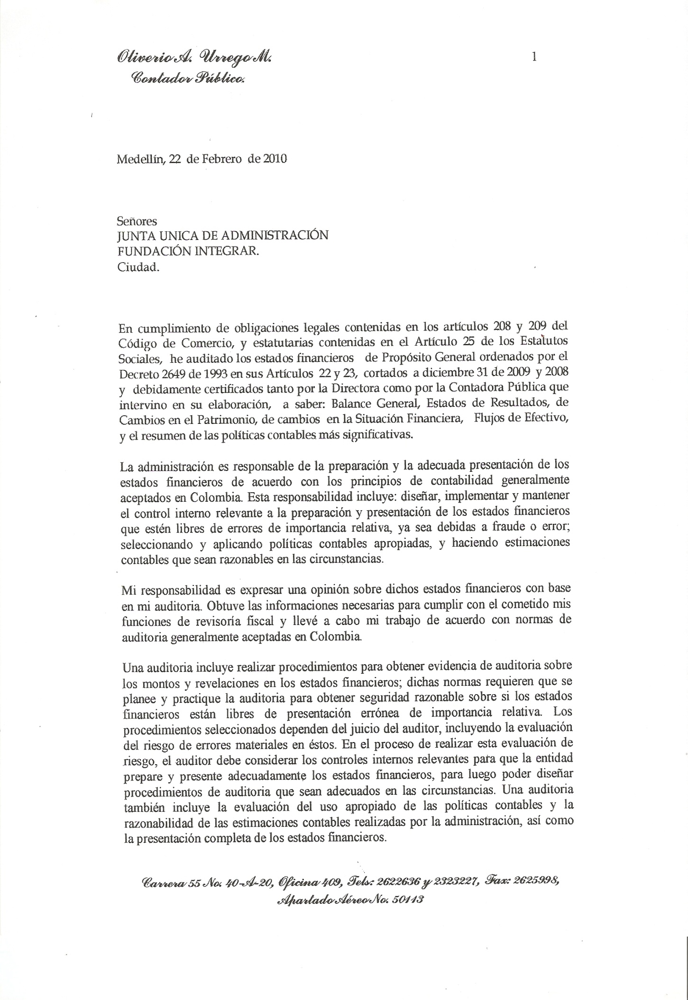 Oliverio A. Urrego M.
1
Contador Público.
Medellín, 22 de Febrero de 2010
Señores
JUNTA UNICA DE ADMINISTRACIÓN
FUNDACIÓN INTEGRAR.
Ciudad.
En cumplimiento de obligaciones legales contenidas en los artículos 208 y 209 del
Código de Comercio, y estatutarias contenidas en el Artículo 25 de los Estatutos
Sociales, he auditado los estados financieros de Propósito General ordenados por el
Decreto 2649 de 1993 en sus Artículos 22 y 23, cortados a diciembre 31 de 2009 y 2008
y debidamente certificados tanto por la Directora como por la Contadora Pública que
intervino en su elaboración, a saber: Balance General, Estados de Resultados, de
Cambios en el Patrimonio, de cambios en la Situación Financiera, Flujos de Efectivo,
y el resumen de las políticas contables más significativas.
La administración es responsable de la preparación y la adecuada presentación de los
estados financieros de acuerdo con los principios de contabilidad generalmente
aceptados en Colombia. Esta responsabilidad incluye: diseñar, implementar y mantener
el control interno relevante a la preparación y presentación de los estados financieros
que estén libres de errores de importancia relativa, ya sea debidas a fraude o error;
seleccionando y aplicando políticas contables apropiadas, y haciendo estimaciones
contables que sean razonables en las circunstancias.
Mi responsabilidad es expresar una opinión sobre dichos estados financieros con base
en mi auditoria. Obtuve las informaciones necesarias para cumplir con el cometido mis
funciones de revisoría fiscal y llevé a cabo mi trabajo de acuerdo con normas de
auditoria generalmente aceptadas en Colombia.
Una auditoria incluye realizar procedimientos para obtener evidencia de auditoria sobre
los montos y revelaciones en los estados financieros; dichas normas requieren que se
planee y practique la auditoria para obtener seguridad razonable sobre si los estados
financieros están libres de presentación errónea de importancia relativa. Los
procedimientos seleccionados dependen del juicio del auditor, incluyendo la evaluación
del riesgo de errores materiales en éstos. En el proceso de realizar esta evaluación de
riesgo, el auditor debe considerar los controles internos relevantes para que la entidad
prepare y presente adecuadamente los estados financieros, para luego poder diseñar
procedimientos de auditoria que sean adecuados en las circunstancias. Una auditoria
también incluye la evaluación del uso apropiado de las políticas contables y la
razonabilidad de las estimaciones contables realizadas por la administración, así como
la presentación completa de los estados financieros.
Carrera 55 No. 40-A-20, Oficina 409, Tels: 2622636 y 2323227, Fax: 2625998,
Apartado Aéreo No. 50113